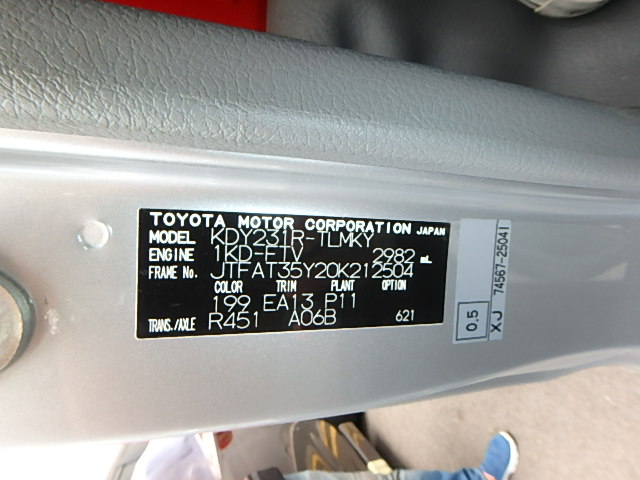 TOYOTA MOTOR CORPORATION JAPAN
MODEL KDY231R-TLMKY
ENGINE 1KD-FTV 2982 mL
FRAME NO. JTFAT35Y20K212504
COLOR TRIM PLANT OPTION
199 EA13 P11
TRANS./AXLE R451 A06B 621
74567-25041
0.5 XJ